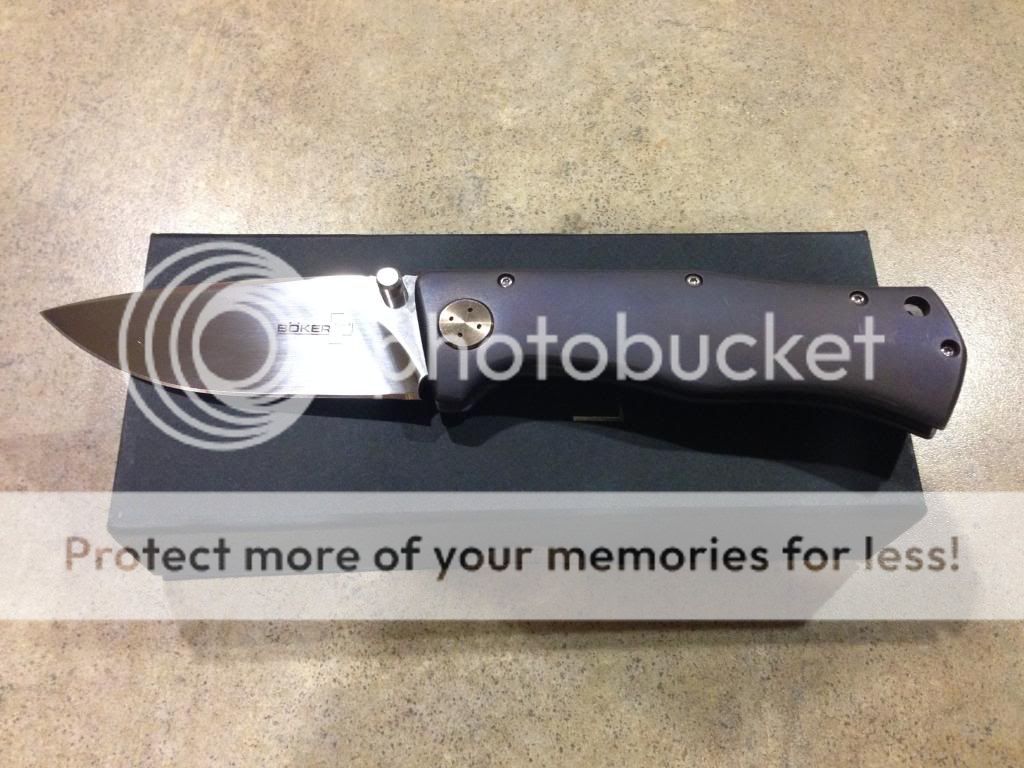 BÖKER
photobucket
Protect more of your memories for less!